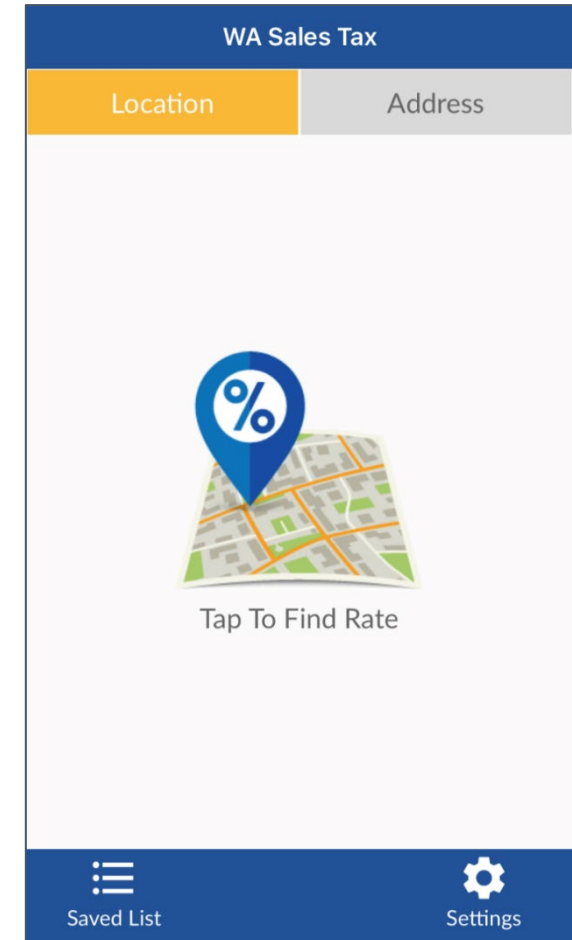 WA Sales Tax
Location Address
%
Tap To Find Rate
Saved List Settings